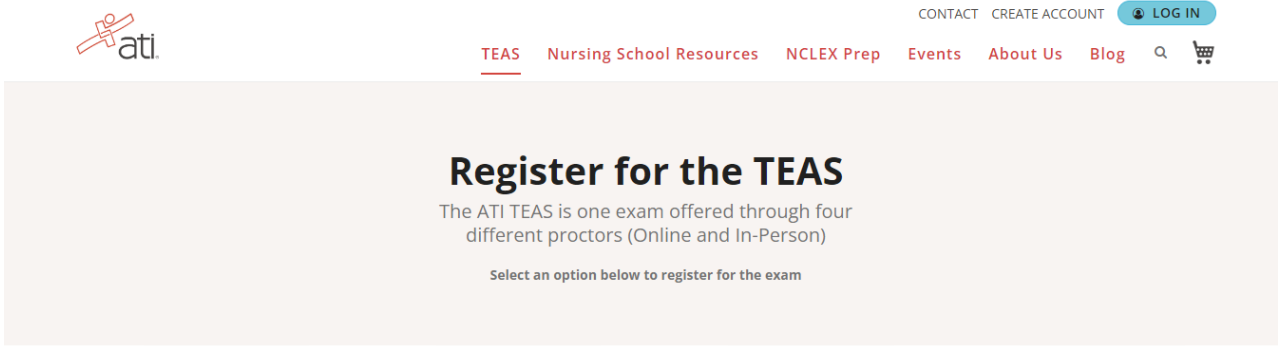 CONTACT CREATE ACCOUNT LOG IN
ati
TEAS Nursing School Resources NCLEX Prep Events About Us Blog
Register for the TEAS
The ATI TEAS is one exam offered through four
different proctors (Online and In-Person)
Select an option below to register for the exam